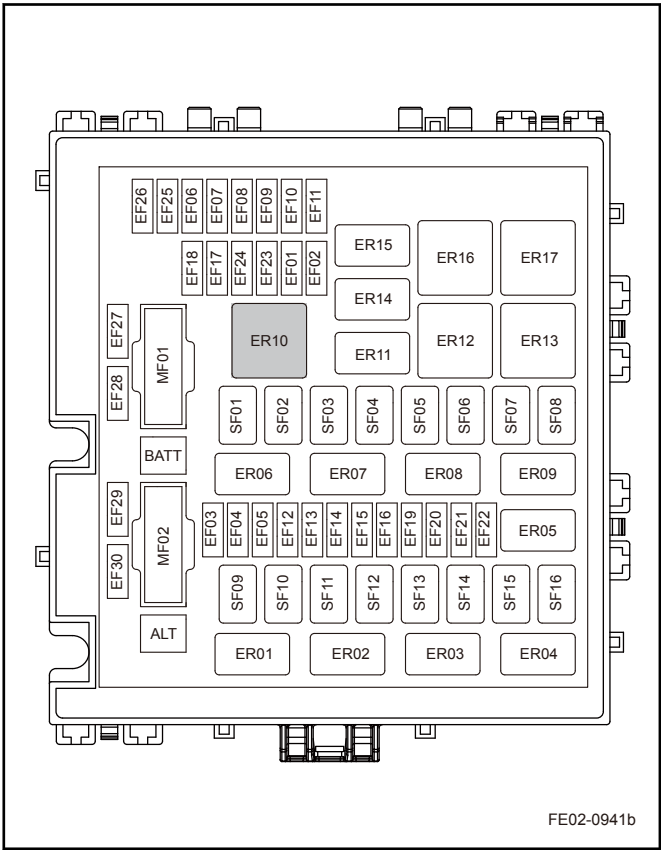 EF26 EF25 EF06 EF07 EF08 EF09 EF10 EF11
EF18 EF17 EF24 EF23 EF01 EF02
ER15 ER16 ER17
ER14
EF27 MF01 ER10 ER11 ER12 ER13
EF28
SF01 SF02 SF03 SF04 SF05 SF06 SF07 SF08
BATT ER06 ER07 ER08 ER09
EF29 MF02 EF03 EF04 EF05 EF12 EF13 EF14 EF15 EF16 EF19 EF20 EF21 EF22 ER05
EF30 SF09 SF10 SF11 SF12 SF13 SF14 SF15 SF16
ALT ER01 ER02 ER03 ER04
FE02-0941b